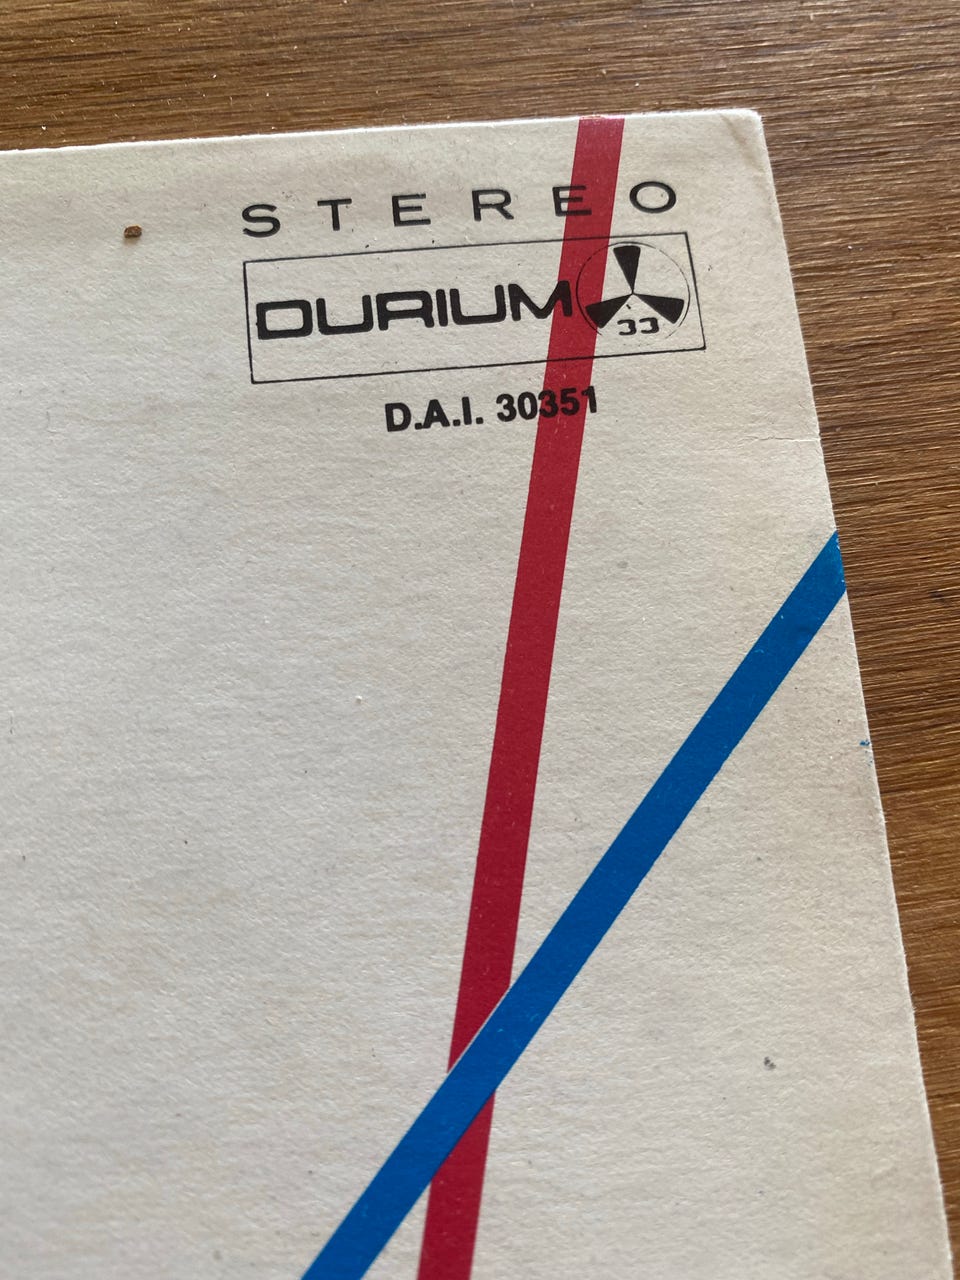 STEREO
DURIUM
33
D.A.I. 30351